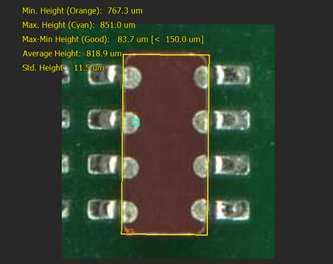 Min. Height (Orange): 767.3 um
Max. Height (Cyan): 851.0 um
Max-Min Height (Good): 83.7 um [< 150.0 um]
Average Height: 818.9 um
Std. Height: 11.5 um